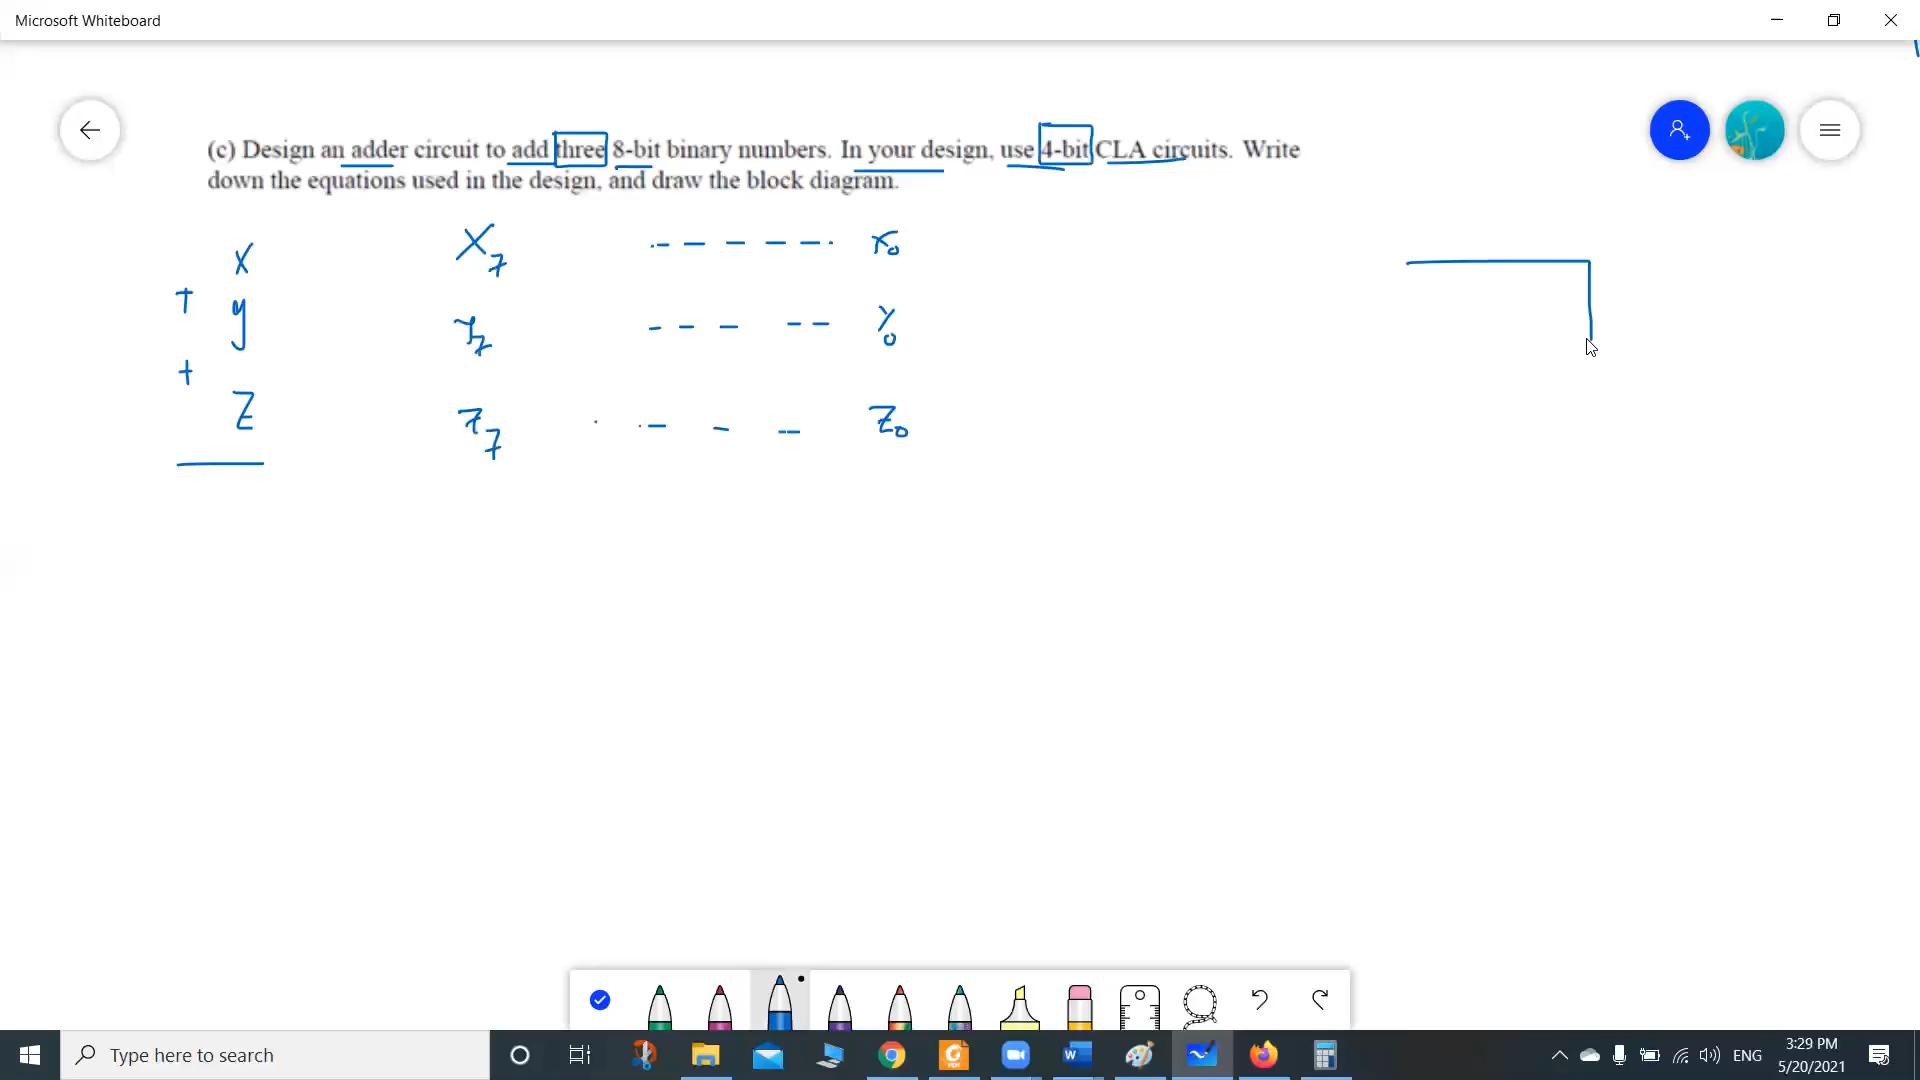 Microsoft Whiteboard
(c) Design an adder circuit to add three 8-bit binary numbers. In your design, use 4-bit CLA circuits. Write
down the equations used in the design, and draw the block diagram.
X X7 ------ x0
+ y y7 --- -- y0
+ Z z7 - - - Z0
Type here to search
W
ENG
3:29 PM
5/20/2021